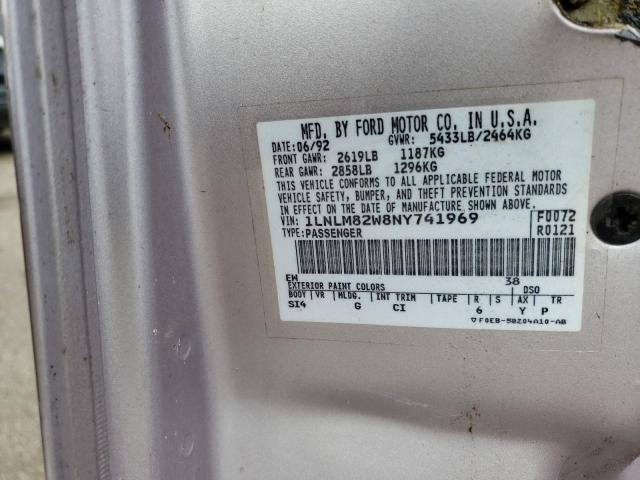 MFD. BY FORD MOTOR CO. IN U.S.A.
DATE: 06/92 GVWR: 5433LB/2464KG
FRONT GAWR: 2619LB 1187KG
REAR GAWR: 2858LB 1296KG
THIS VEHICLE CONFORMS TO ALL APPLICABLE FEDERAL MOTOR
VEHICLE SAFETY, BUMPER, AND THEFT PREVENTION STANDARDS
IN EFFECT ON THE DATE OF MANUFACTURE SHOWN ABOVE.
VIN: 1LNLM82W8NY741969 F0072
TYPE: PASSENGER R0121
EW 38
EXTERIOR PAINT COLORS DSO
BODY VR MLDG. INT TRIM TAPE R S AX TR
SI4 G CI 6 Y P
▽F0EB-58204A10-AB